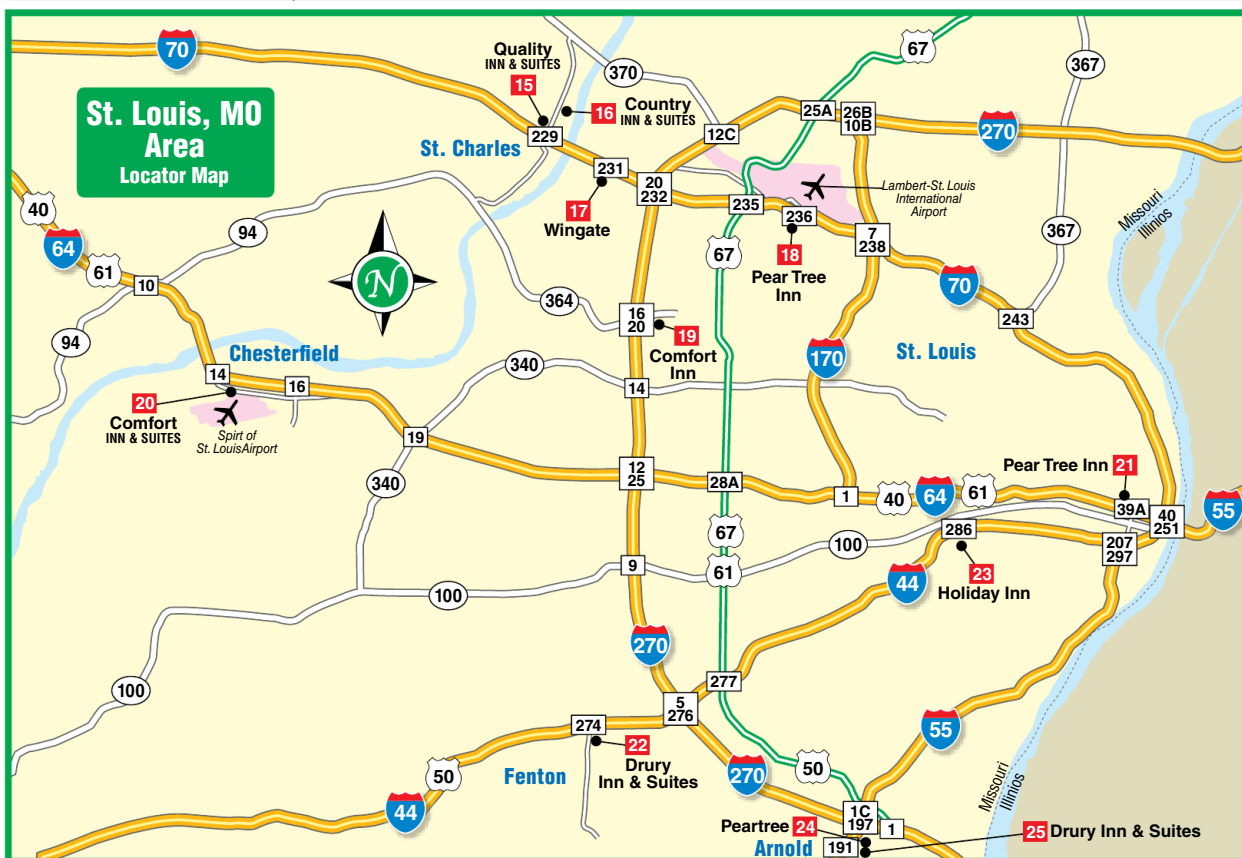 70
Quality
INN & SUITES
15
16
Country
INN & SUITES
370
67
367
25A
26B
10B
270
12C
St. Louis, MO
Area
Locator Map
St. Charles
229
231
20
232
17
Wingate
235
236
Lambert-St. Louis
International
Airport
7
238
18
Pear Tree
Inn
67
Missouri
Illinios
367
40
64
61
94
10
N
364
16
20
19
Comfort
Inn
70
243
170
St. Louis
94
Chesterfield
14
16
340
14
20
Comfort
INN & SUITES
Spirt of
St. LouisAirport
19
340
12
25
28A
1
40
64
61
Pear Tree Inn
21
39A
40
251
55
67
61
100
286
207
297
23
Holiday Inn
44
9
100
270
100
277
5
276
274
22
Drury
Inn & Suites
Fenton
50
44
270
50
55
Missouri
Illinios
1C
197
1
Peartree
24
Arnold
191
25
Drury Inn & Suites